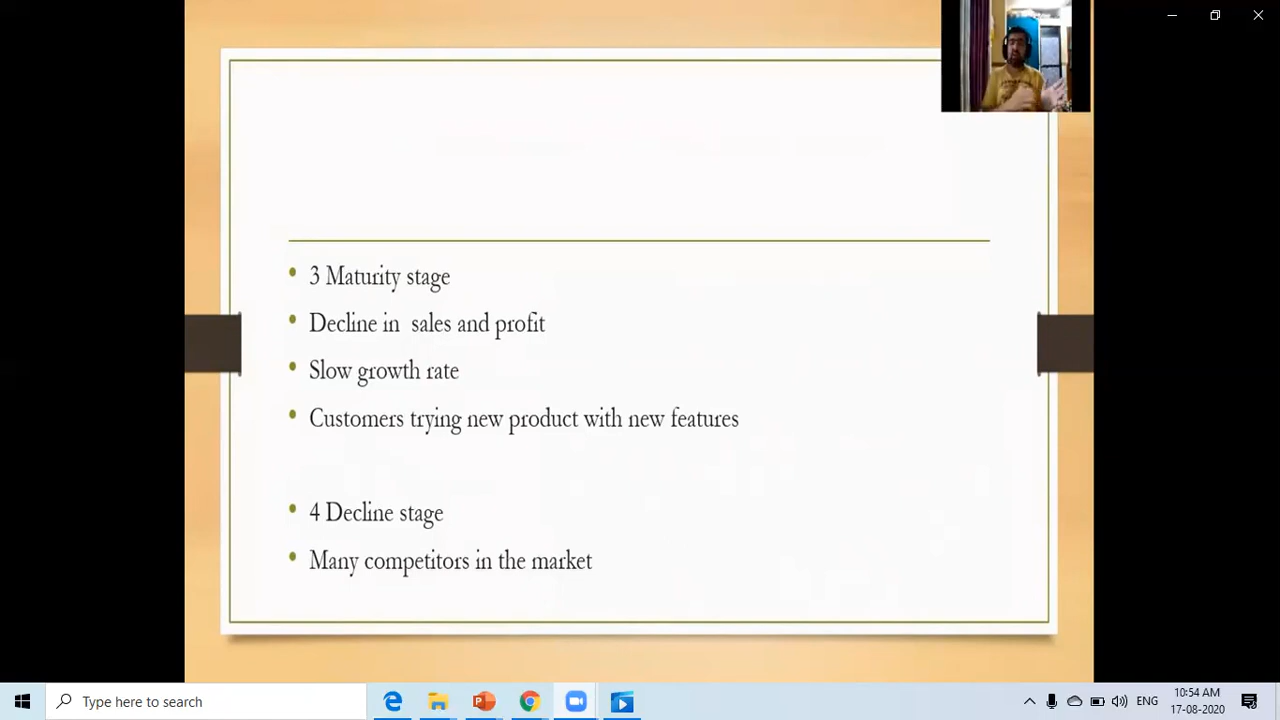 3 Maturity stage
Decline in sales and profit
Slow growth rate
Customers trying new product with new features
4 Decline stage
Many competitors in the market
Type here to search
ENG
10:54 AM
17-08-2020